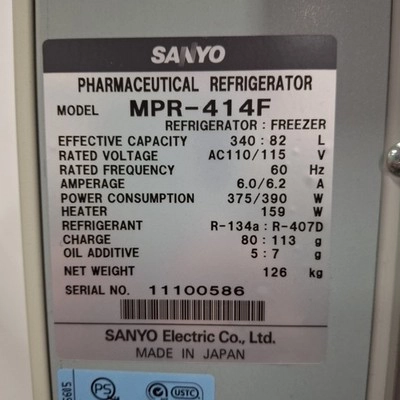 SANYO
PHARMACEUTICAL REFRIGERATOR
MODEL MPR-414F
REFRIGERATOR : FREEZER
EFFECTIVE CAPACITY 340 : 82 L
RATED VOLTAGE AC110/115 V
RATED FREQUENCY 60 Hz
AMPERAGE 6.0/6.2 A
POWER CONSUMPTION 375/390 W
HEATER 159 W
REFRIGERANT R-134a : R-407D
CHARGE 80 : 113 g
OIL ADDITIVE 5 : 7 g
NET WEIGHT 126 kg
SERIAL NO. 11100586
SANYO Electric Co., Ltd.
MADE IN JAPAN
PS
USTC